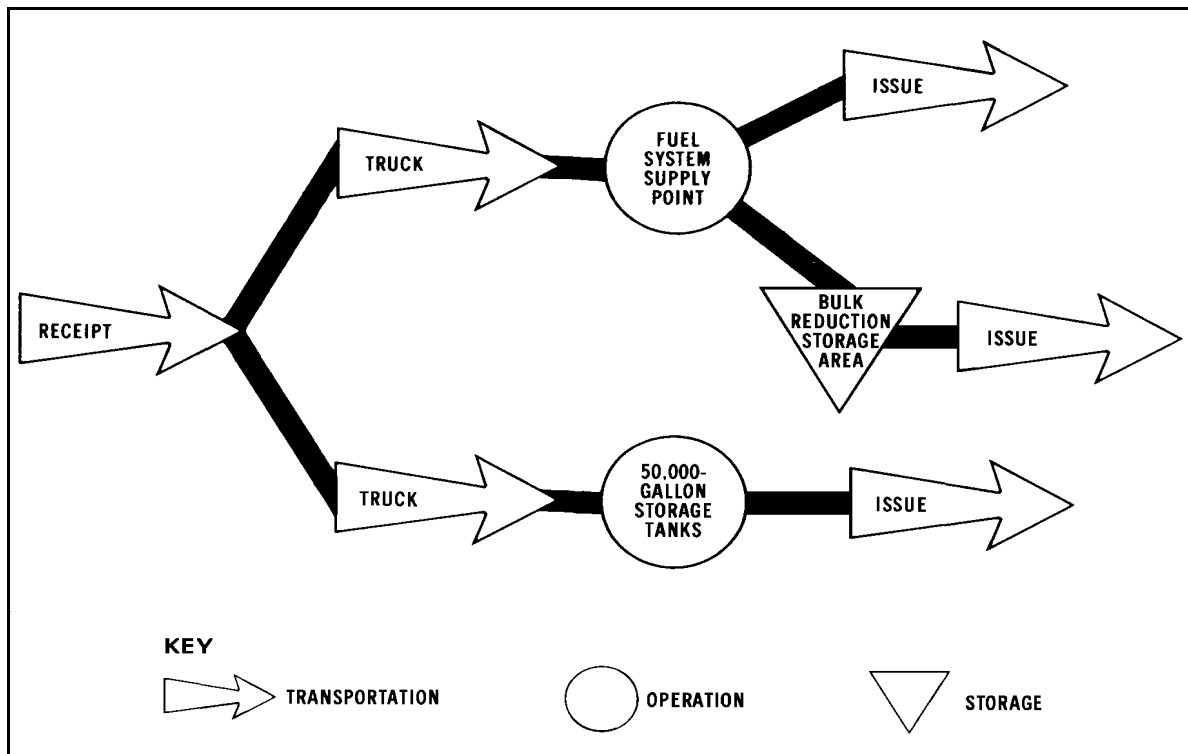 ISSUE
TRUCK
FUEL
SYSTEM
SUPPLY
POINT
RECEIPT
BULK
REDUCTION
STORAGE
AREA
ISSUE
TRUCK
50,000-
GALLON
STORAGE
TANKS
ISSUE
KEY
TRANSPORTATION
OPERATION
STORAGE